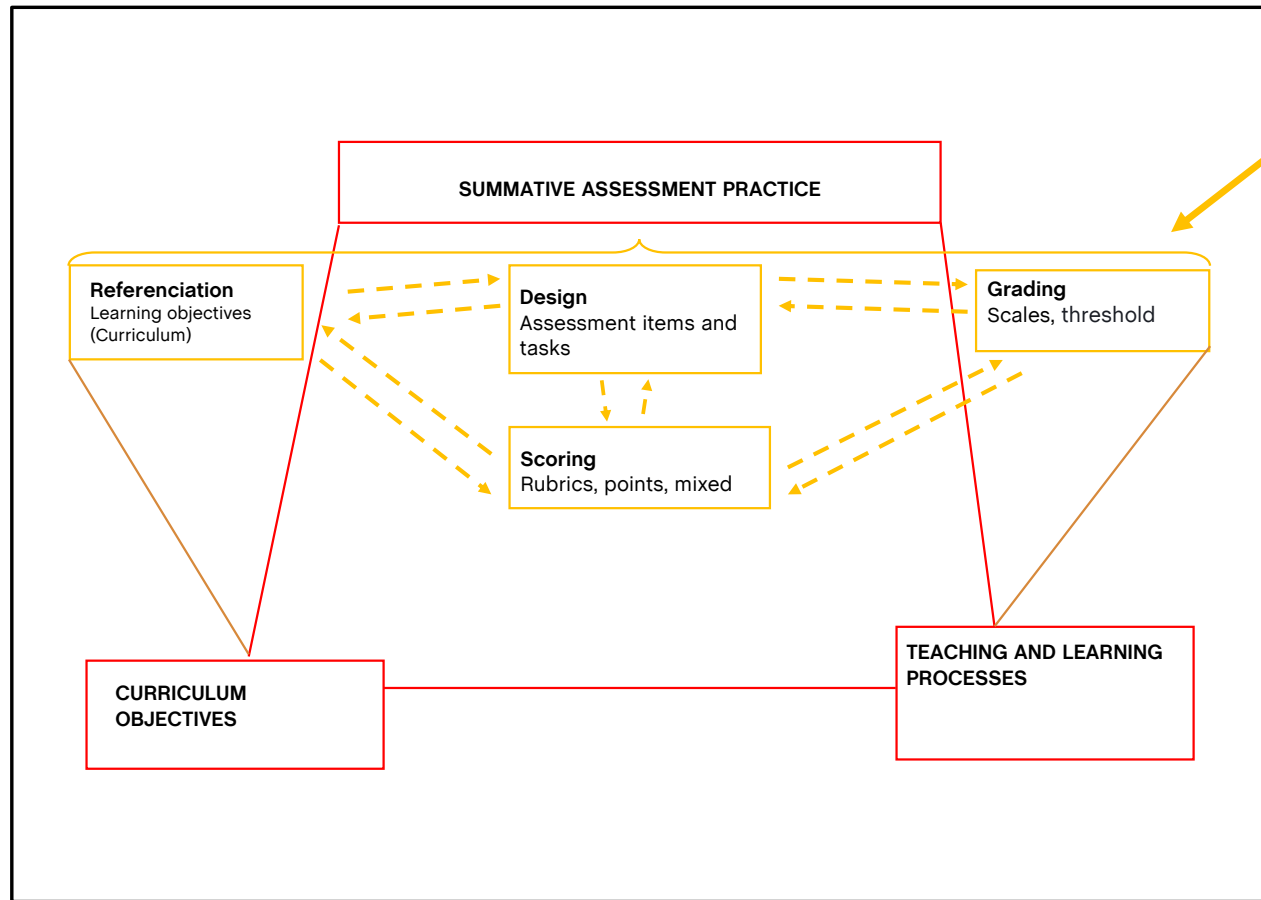 SUMMATIVE ASSESSMENT PRACTICE
Referenciation
Learning objectives
(Curriculum)
Design
Assessment items and
tasks
Grading
Scales, threshold
Scoring
Rubrics, points, mixed
CURRICULUM
OBJECTIVES
TEACHING AND LEARNING
PROCESSES